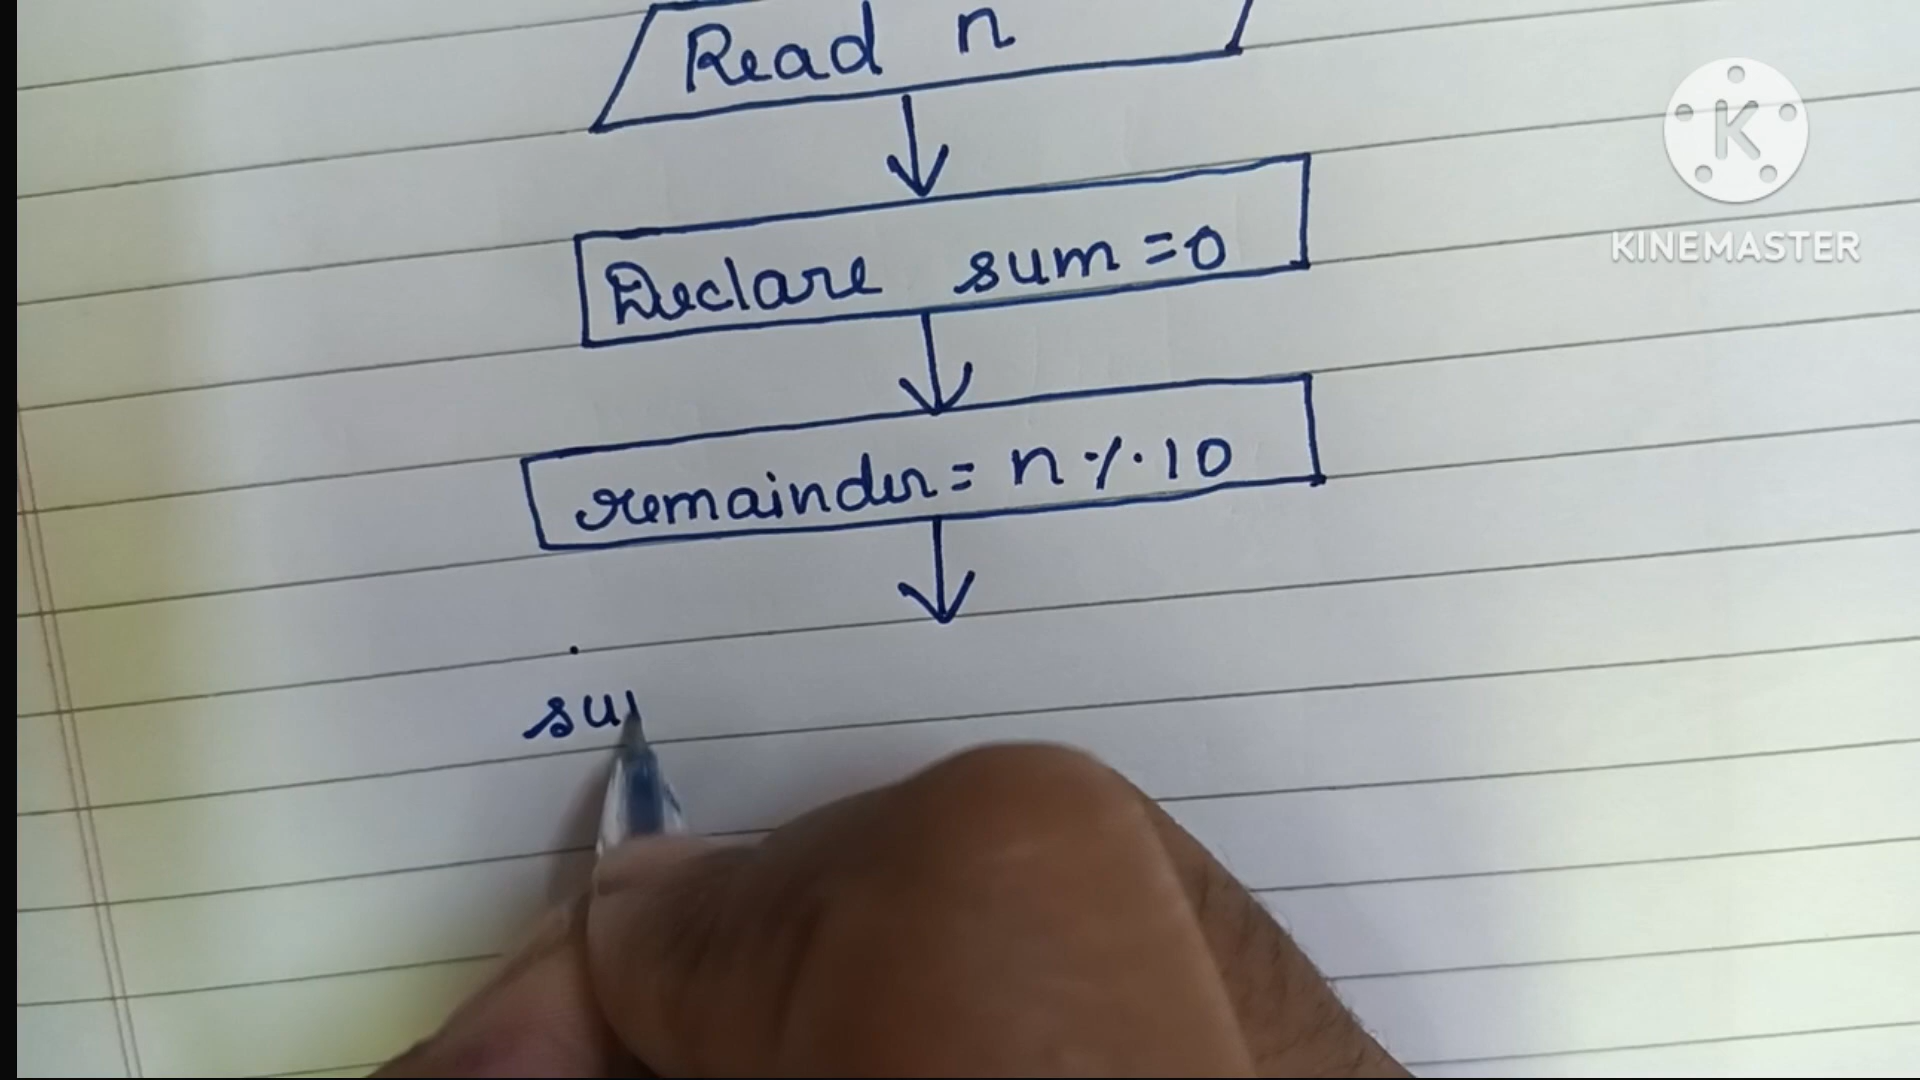 Read n
Declare sum=0
remainder= n%10
su
K
KINEMASTER